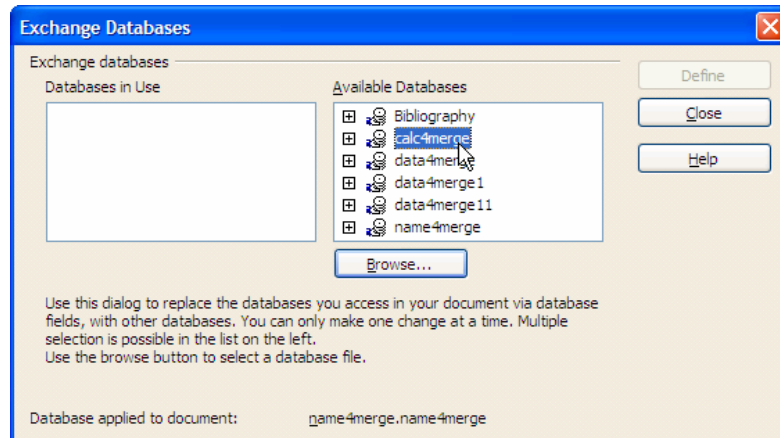 Exchange Databases
Exchange databases
Databases in Use
Available Databases
Define
Close
Help
Bibliography
calc4merge
data4merge
data4merge1
data4merge11
name4merge
Browse...
Use this dialog to replace the databases you access in your document via database
fields, with other databases. You can only make one change at a time. Multiple
selection is possible in the list on the left.
Use the browse button to select a database file.
Database applied to document: name4merge.name4merge